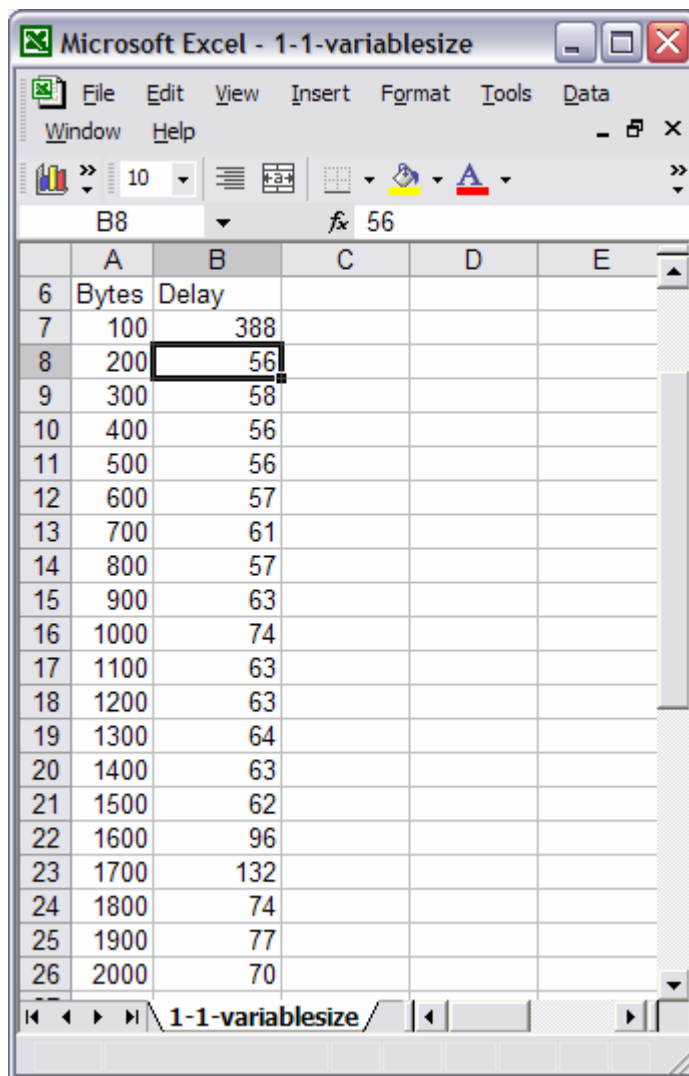 Microsoft Excel - 1-1-variablesize
File Edit View Insert Format Tools Data
Window Help
10
B8 fx 56
A B C D E
6 Bytes Delay
7 100 388
8 200 56
9 300 58
10 400 56
11 500 56
12 600 57
13 700 61
14 800 57
15 900 63
16 1000 74
17 1100 63
18 1200 63
19 1300 64
20 1400 63
21 1500 62
22 1600 96
23 1700 132
24 1800 74
25 1900 77
26 2000 70
1-1-variablesize